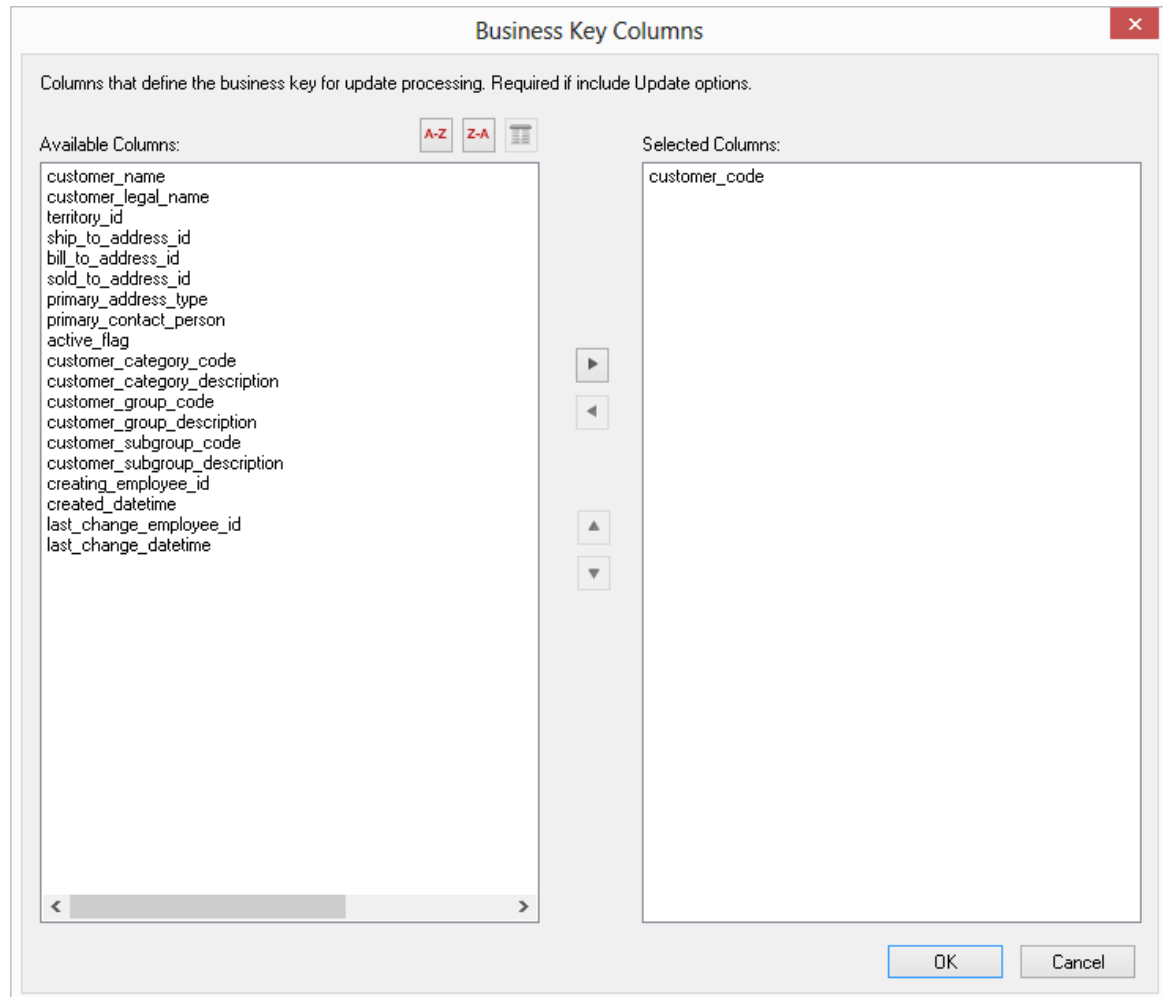 Business Key Columns
Columns that define the business key for update processing. Required if include Update options.
Available Columns:
A-Z
Z-A
Selected Columns:
customer_name
customer_legal_name
territory_id
ship_to_address_id
bill_to_address_id
sold_to_address_id
primary_address_type
primary_contact_person
active_flag
customer_category_code
customer_category_description
customer_group_code
customer_group_description
customer_subgroup_code
customer_subgroup_description
creating_employee_id
created_datetime
last_change_employee_id
last_change_datetime
customer_code
OK
Cancel